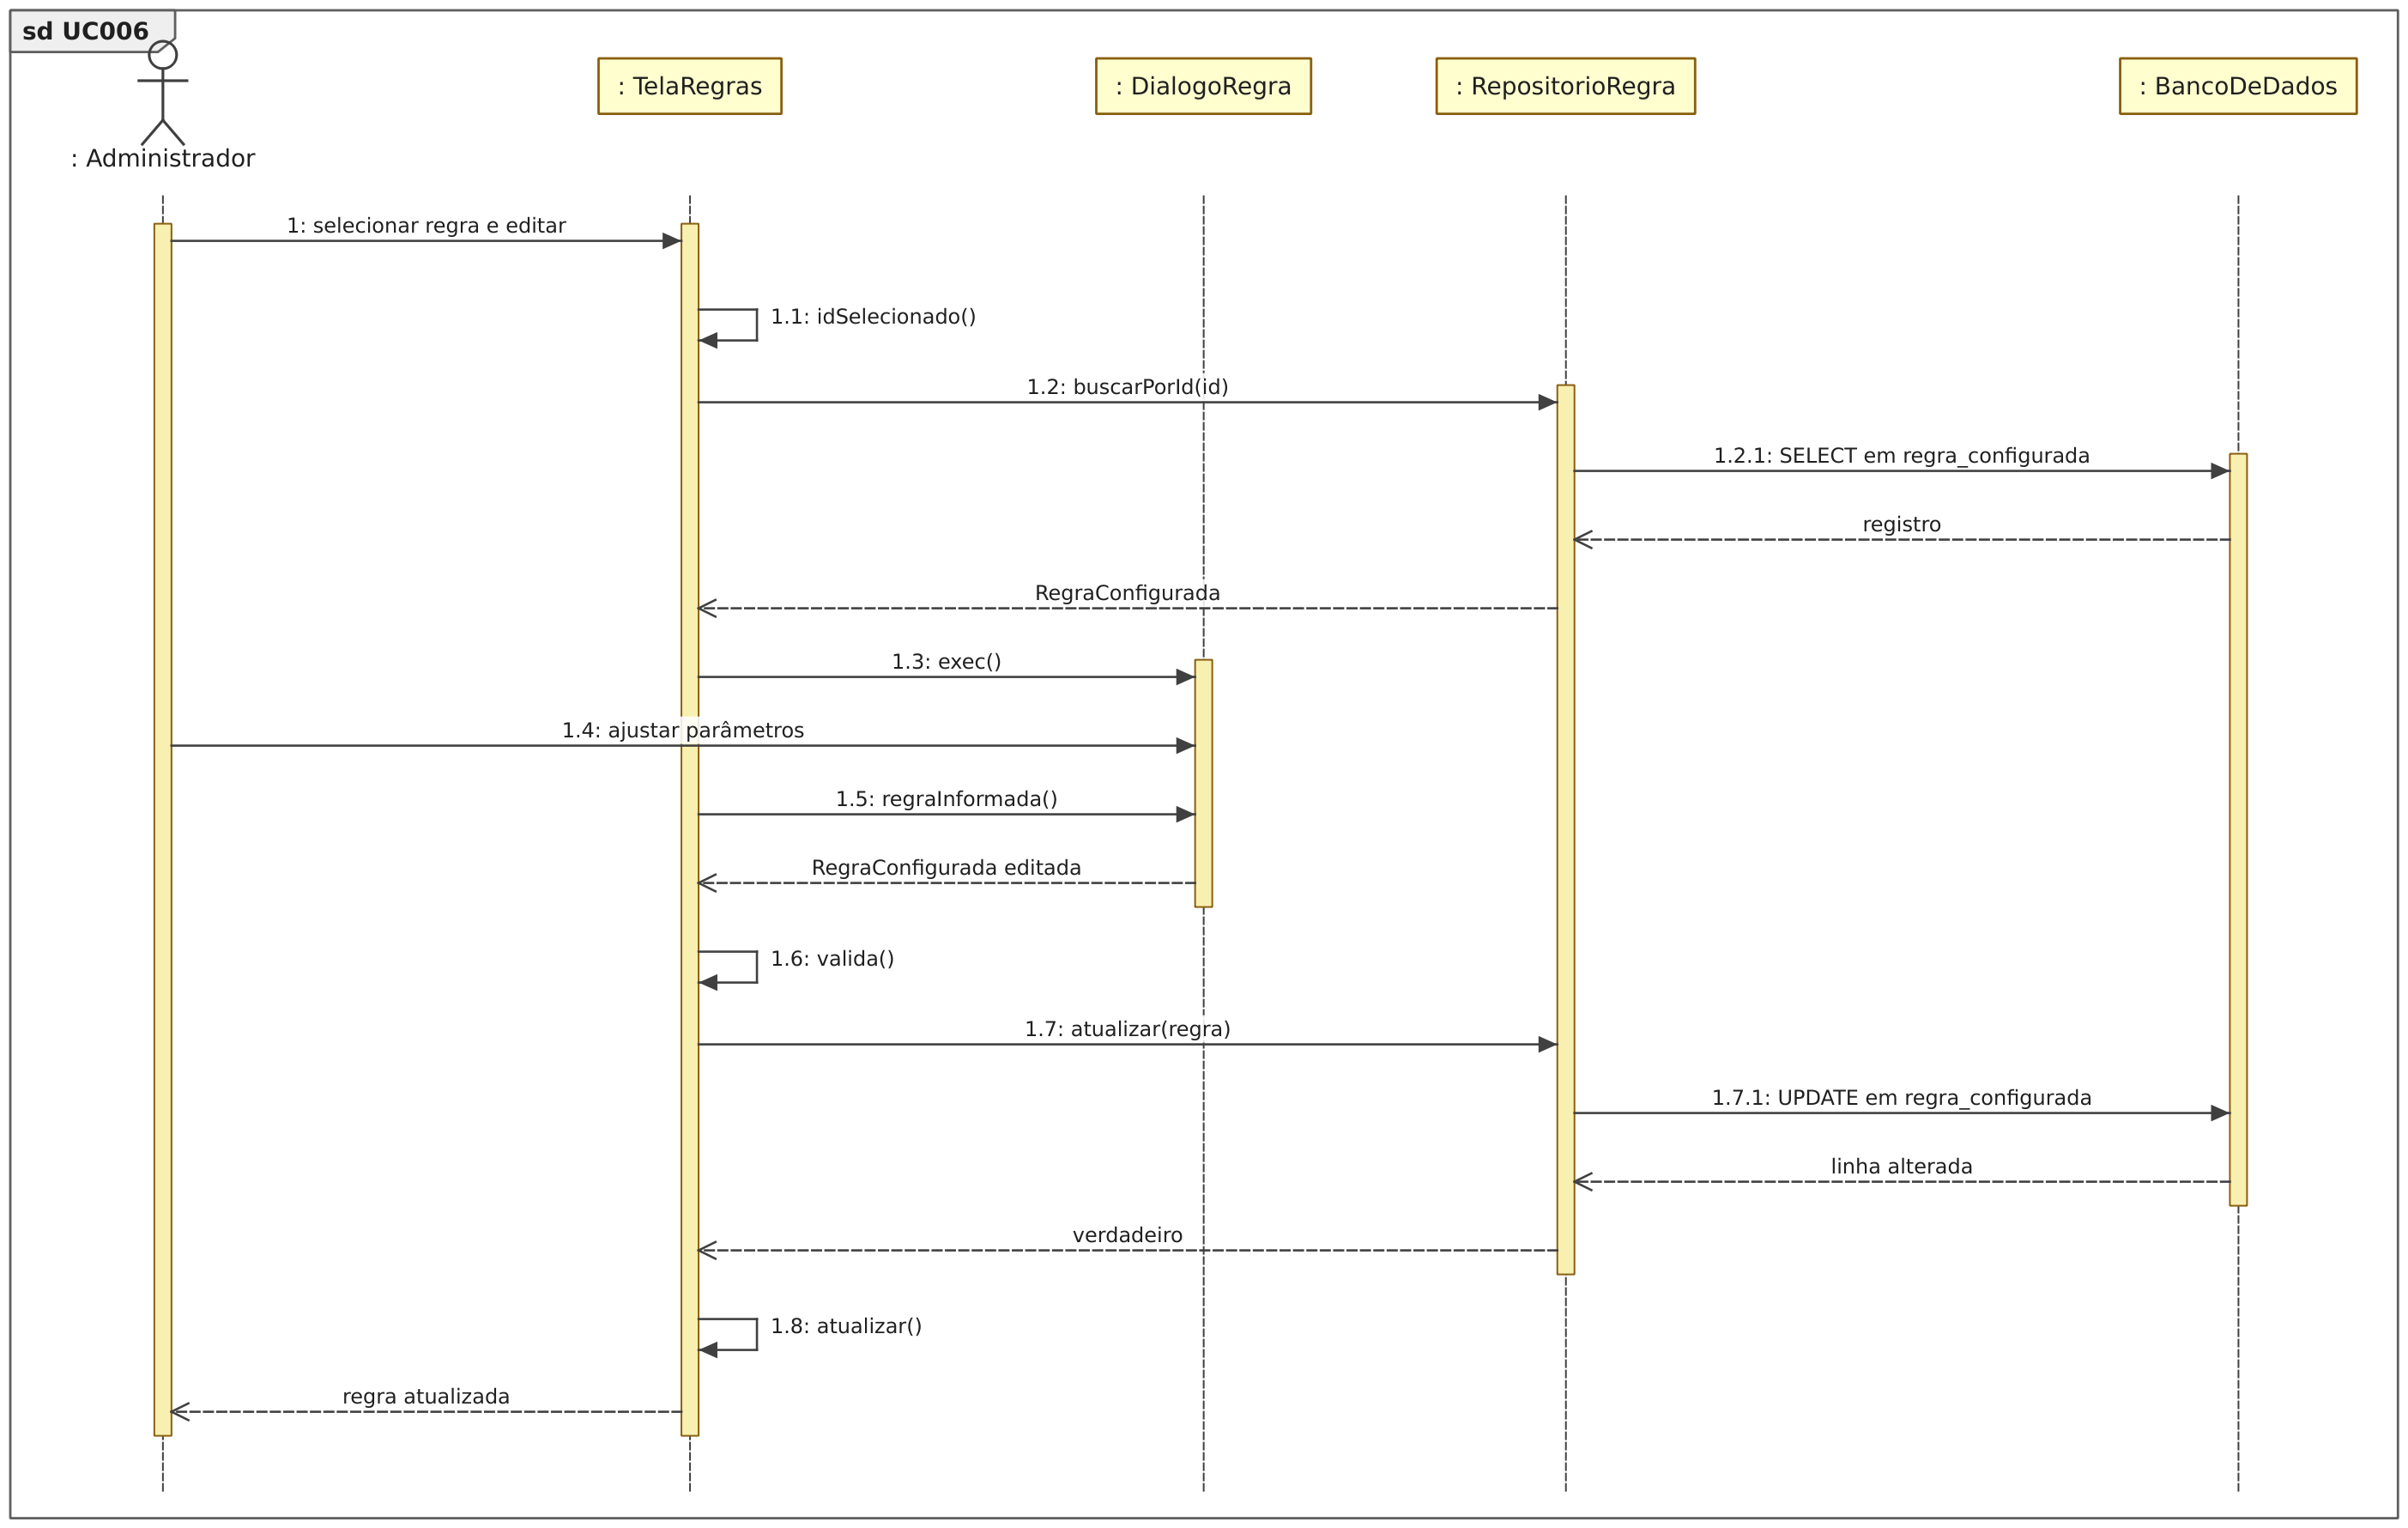 sd UC006
: Administrador
: TelaRegras
: DialogoRegra
: RepositorioRegra
: BancoDeDados
1: selecionar regra e editar
1.1: idSelecionado()
1.2: buscarPorId(id)
1.2.1: SELECT em regra_configurada
registro
RegraConfigurada
1.3: exec()
1.4: ajustar parâmetros
1.5: regraInformada()
RegraConfigurada editada
1.6: valida()
1.7: atualizar(regra)
1.7.1: UPDATE em regra_configurada
linha alterada
verdadeiro
1.8: atualizar()
regra atualizada